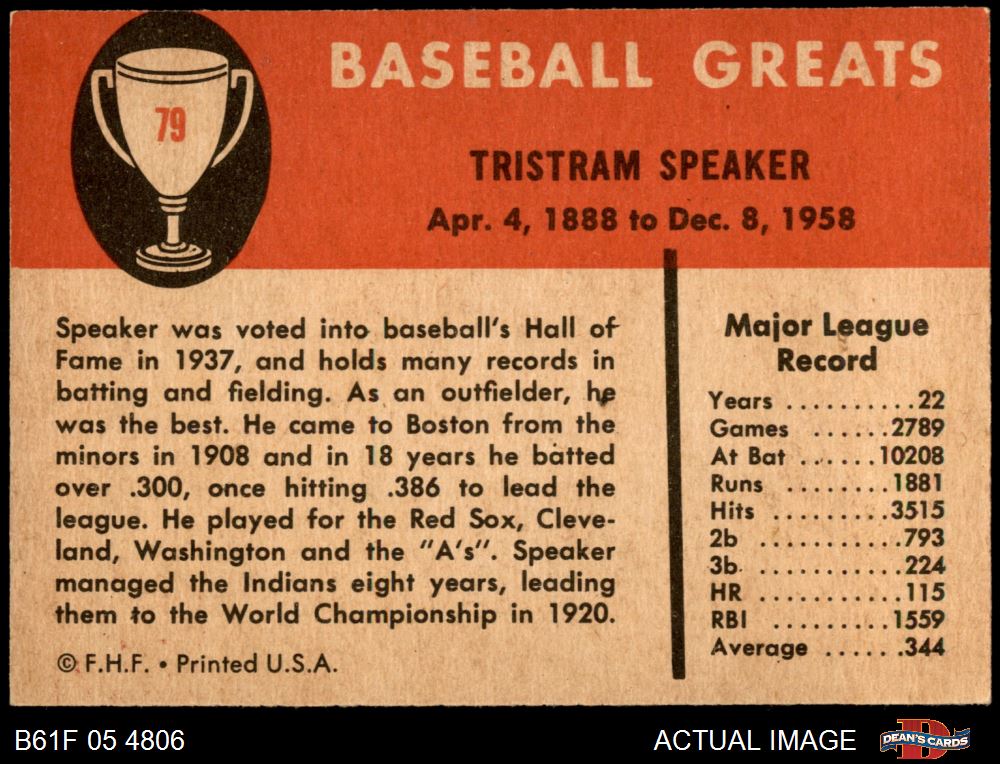 79
BASEBALL GREATS
TRISTRAM SPEAKER
Apr. 4, 1888 to Dec. 8, 1958
Speaker was voted into baseball's Hall of
Fame in 1937, and holds many records in
batting and fielding. As an outfielder, he
was the best. He came to Boston from the
minors in 1908 and in 18 years he batted
over .300, once hitting .386 to lead the
league. He played for the Red Sox, Cleve-
land, Washington and the "A's". Speaker
managed the Indians eight years, leading
them to the World Championship in 1920.
© F.H.F. • Printed U.S.A.
Major League
Record
Years ..........22
Games ......2789
At Bat ......10208
Runs ........1881
Hits .........3515
2b ..........793
3b. ..........224
HR ...........115
RBI .........1559
Average ......344
B61F 05 4806
ACTUAL IMAGE
D
DEAN'S CARDS